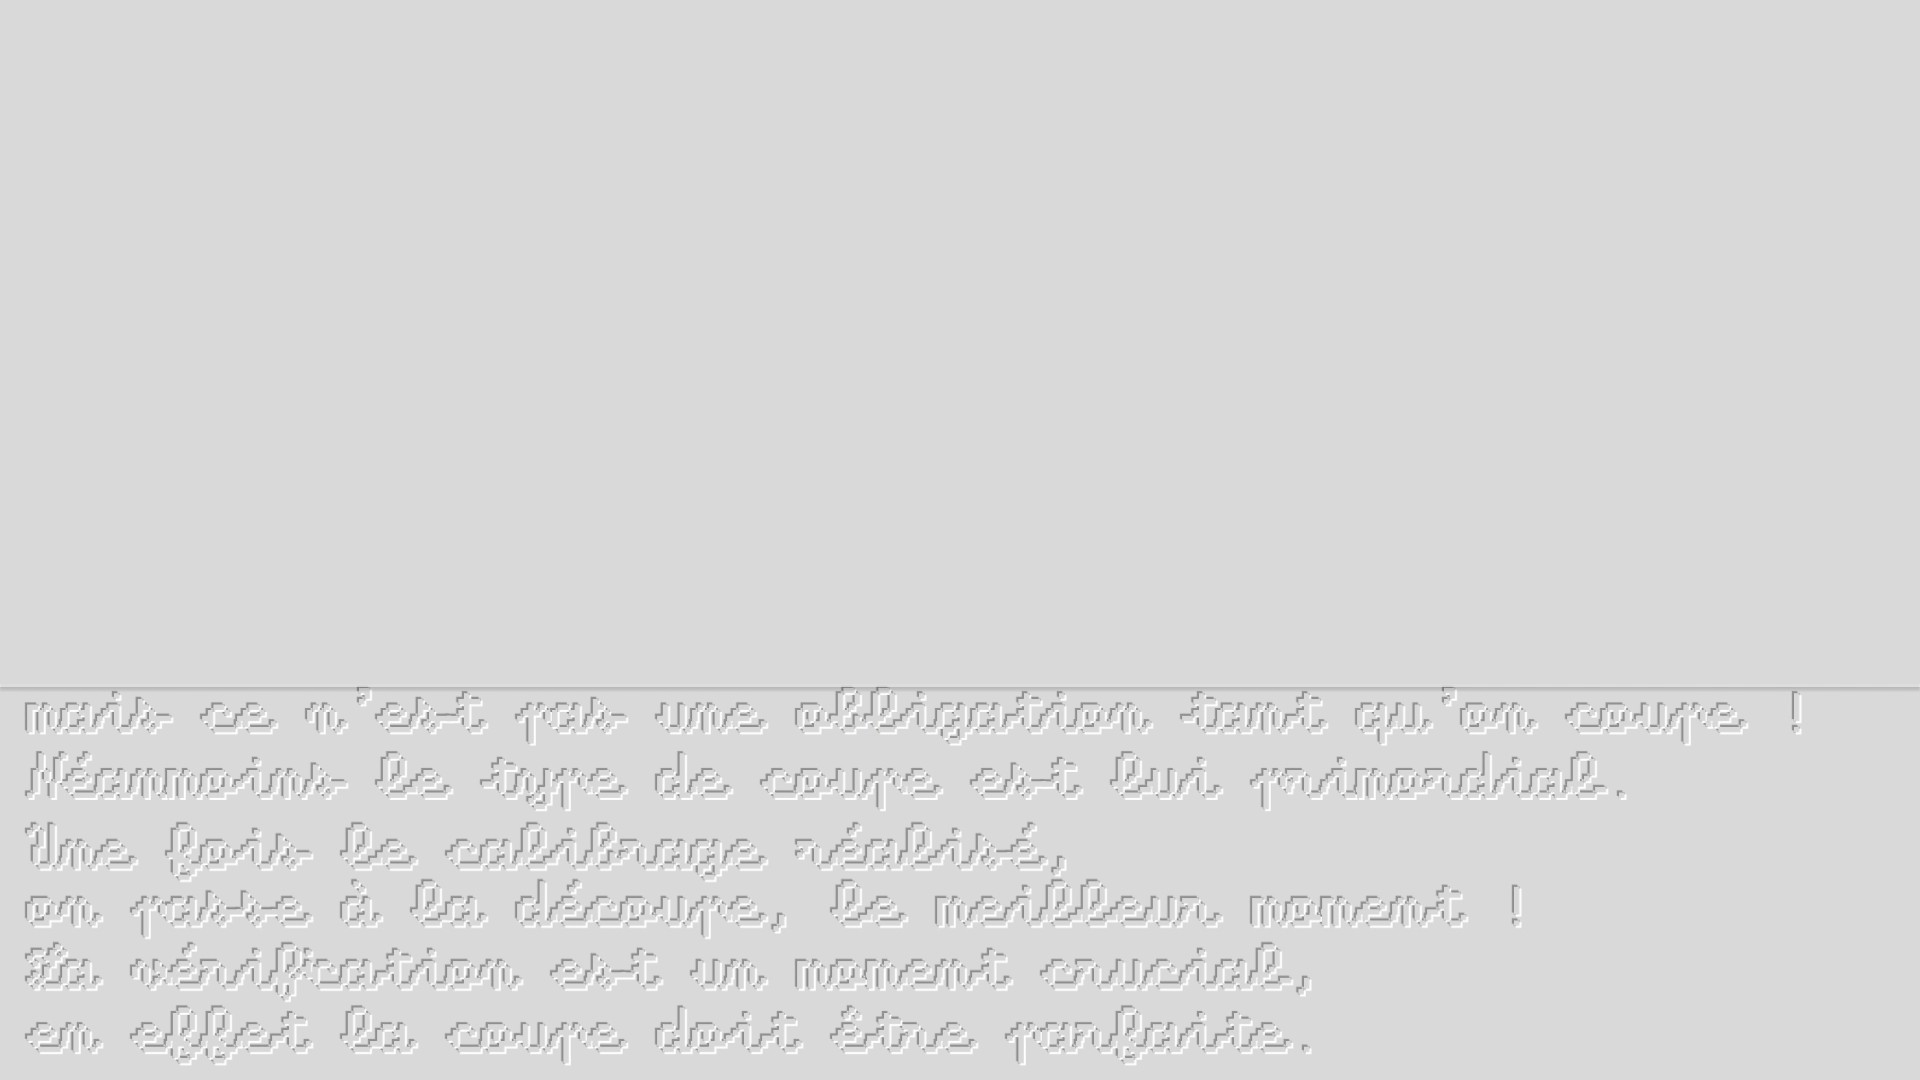 mais ce n'est pas une obligation tant qu'on coupe !
Néanmoins le type de coupe est lui primordial.
Une fois le calibrage réalisé,
on passe à la découpe, le meilleur moment !
La vérification est un moment crucial,
en effet la coupe doit être parfaite.